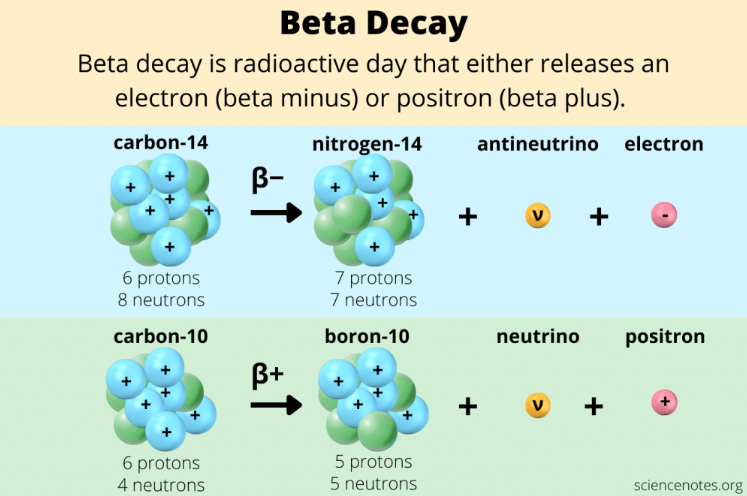 Beta Decay
Beta decay is radioactive day that either releases an
electron (beta minus) or positron (beta plus).
carbon-14 nitrogen-14 antineutrino electron
β− + ν + -
+ + + + + +
+ + + + +
6 protons 7 protons
8 neutrons 7 neutrons
carbon-10 boron-10 neutrino positron
β+ + ν + +
+ + + + + +
+ + + + +
6 protons 5 protons
4 neutrons 5 neutrons
sciencenotes.org